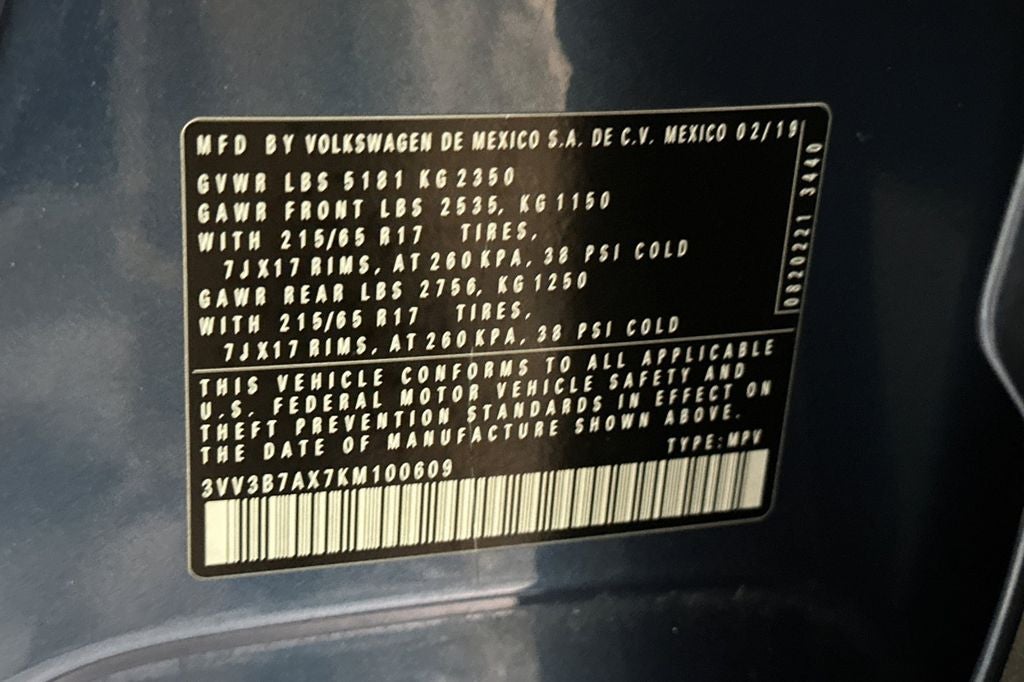 MFD BY VOLKSWAGEN DE MEXICO S.A. DE C.V. MEXICO 02/19
GVWR LBS 5181 KG 2350
GAWR FRONT LBS 2535, KG 1150
WITH 215/65 R17 TIRES,
7J X17 RIMS, AT 260 KPA, 38 PSI COLD
GAWR REAR LBS 2756, KG 1250
WITH 215/65 R17 TIRES,
7J X17 RIMS, AT 260 KPA, 38 PSI COLD
0820221 3440
THIS VEHICLE CONFORMS TO ALL APPLICABLE
U.S. FEDERAL MOTOR VEHICLE SAFETY AND
THEFT PREVENTION STANDARDS IN EFFECT ON
THE DATE OF MANUFACTURE SHOWN ABOVE.
TYPE: MPV
3VV3B7AX7KM100609